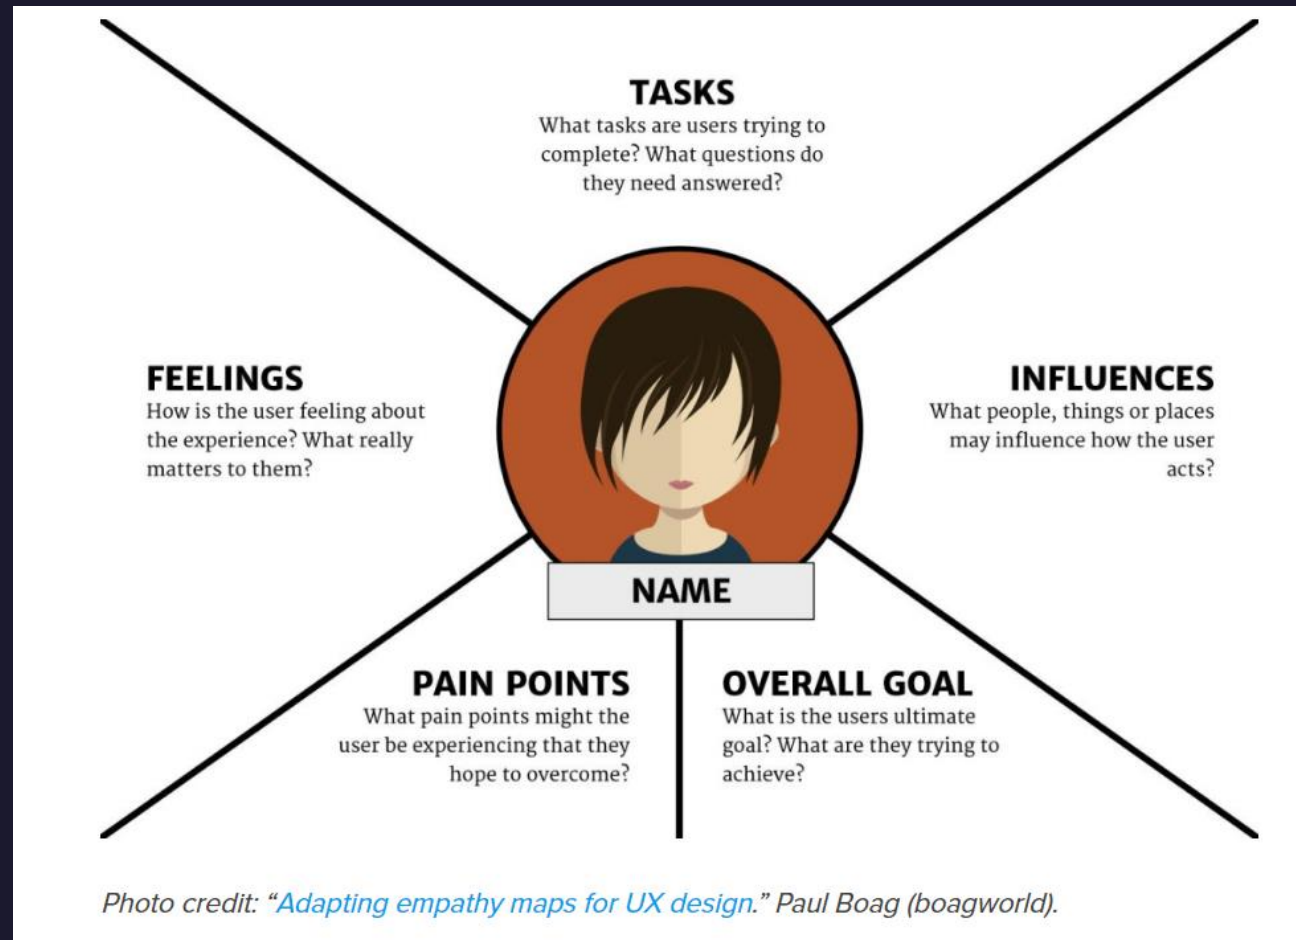 TASKS
What tasks are users trying to
complete? What questions do
they need answered?
FEELINGS
How is the user feeling about
the experience? What really
matters to them?
INFLUENCES
What people, things or places
may influence how the user
acts?
NAME
PAIN POINTS
What pain points might the
user be experiencing that they
hope to overcome?
OVERALL GOAL
What is the users ultimate
goal? What are they trying to
achieve?
Photo credit: “Adapting empathy maps for UX design.” Paul Boag (boagworld).